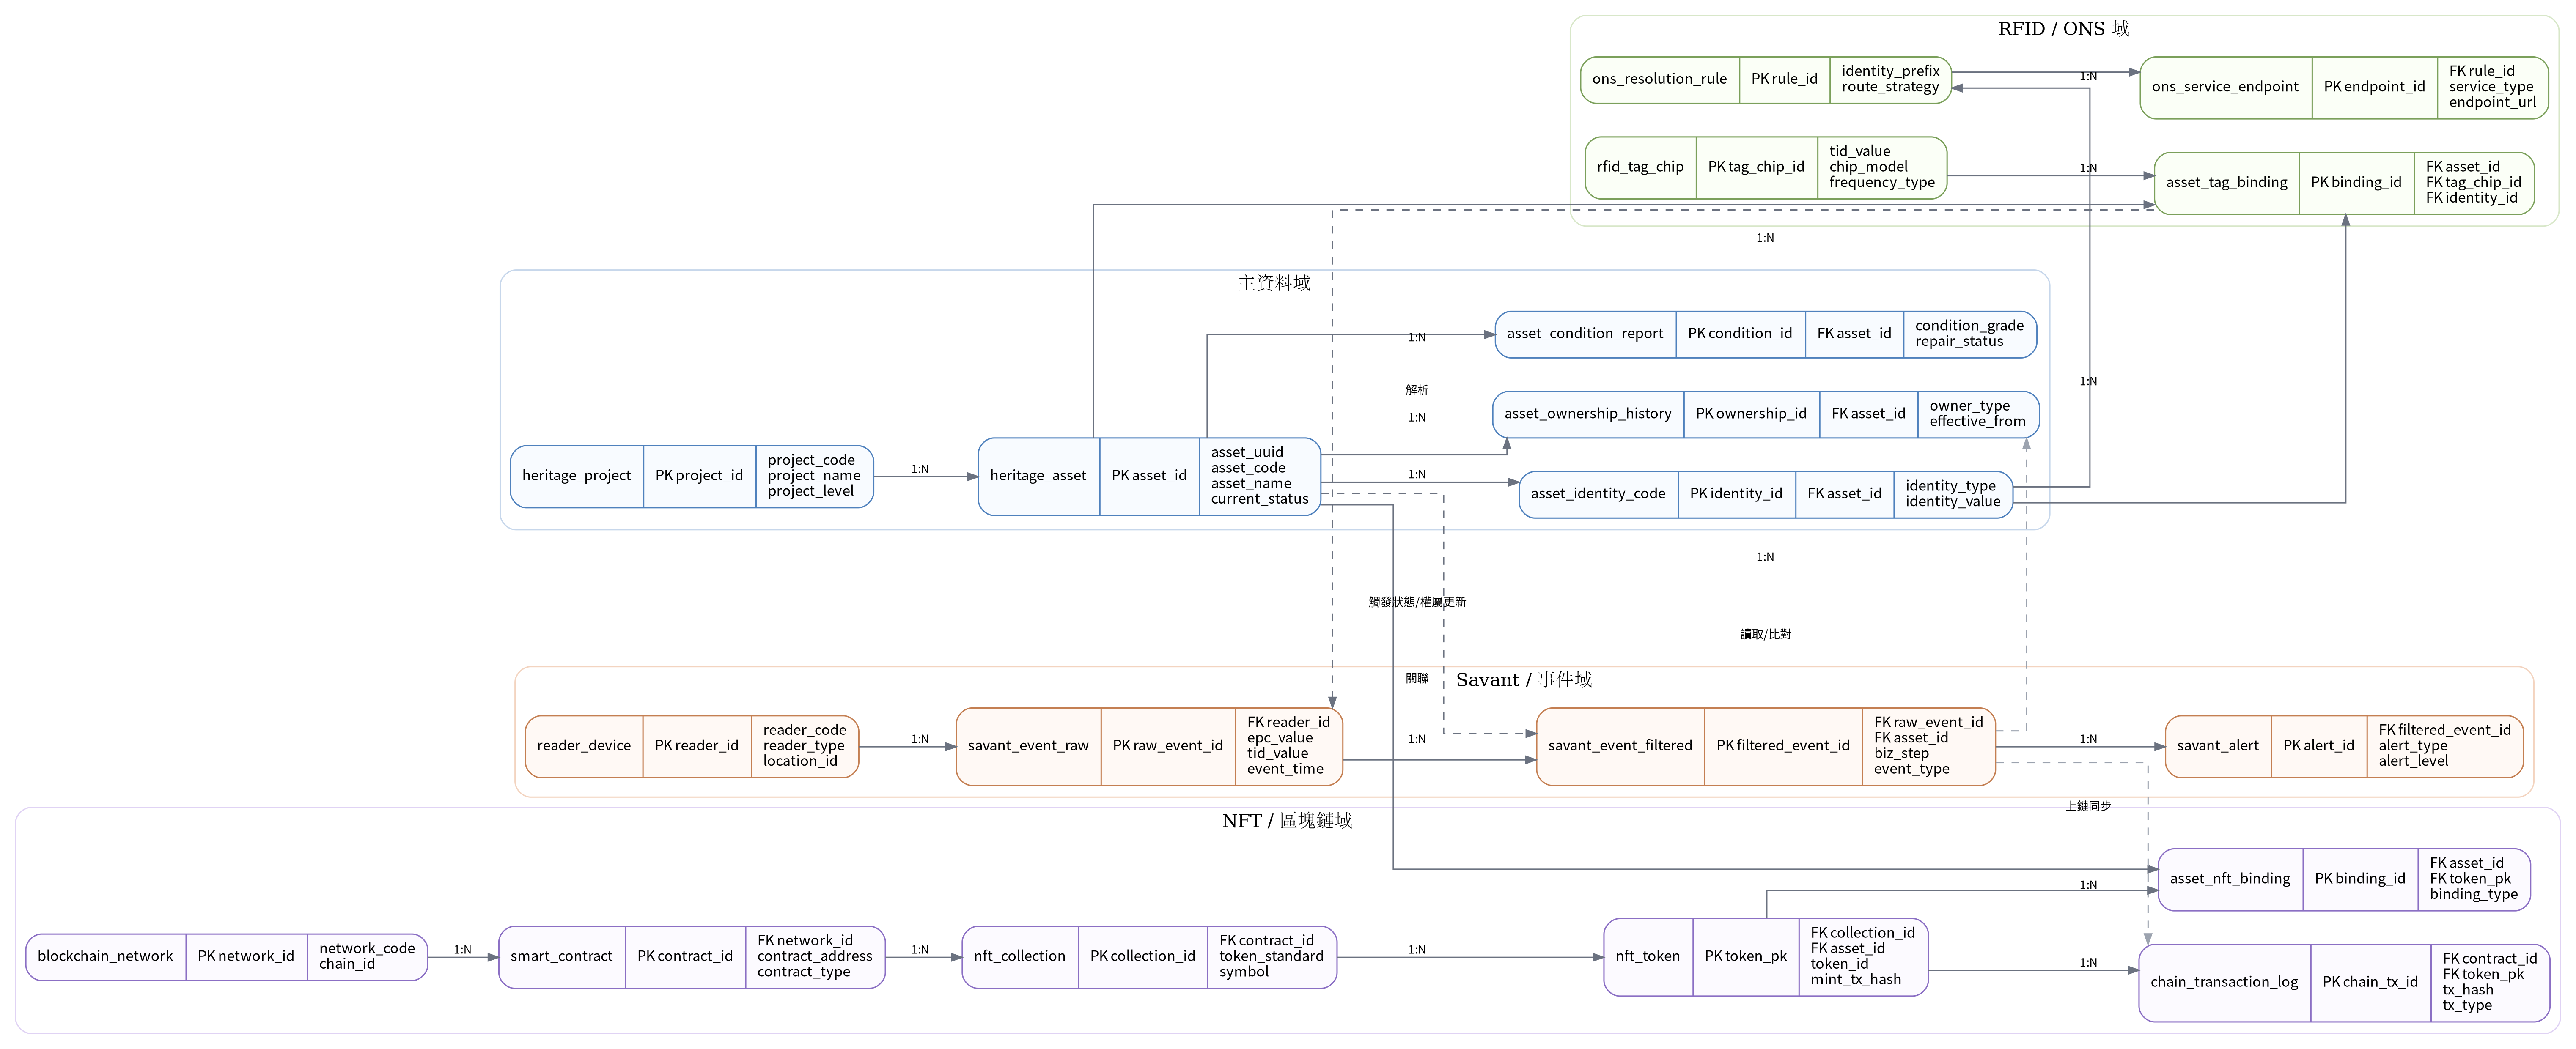 RFID / ONS 域
ons_resolution_rule
PK rule_id
identity_prefix
route_strategy
1:N
ons_service_endpoint
PK endpoint_id
FK rule_id
service_type
endpoint_url
rfid_tag_chip
PK tag_chip_id
tid_value
chip_model
frequency_type
1:N
asset_tag_binding
PK binding_id
FK asset_id
FK tag_chip_id
FK identity_id
1:N
主資料域
asset_condition_report
PK condition_id
FK asset_id
condition_grade
repair_status
1:N
解析
1:N
1:N
asset_ownership_history
PK ownership_id
FK asset_id
owner_type
effective_from
heritage_project
PK project_id
project_code
project_name
project_level
1:N
heritage_asset
PK asset_id
asset_uuid
asset_code
asset_name
current_status
1:N
asset_identity_code
PK identity_id
FK asset_id
identity_type
identity_value
1:N
觸發狀態/權屬更新
讀取/比對
關聯
Savant / 事件域
reader_device
PK reader_id
reader_code
reader_type
location_id
1:N
savant_event_raw
PK raw_event_id
FK reader_id
epc_value
tid_value
event_time
1:N
savant_event_filtered
PK filtered_event_id
FK raw_event_id
FK asset_id
biz_step
event_type
1:N
savant_alert
PK alert_id
FK filtered_event_id
alert_type
alert_level
上鏈同步
NFT / 區塊鏈域
asset_nft_binding
PK binding_id
FK asset_id
FK token_pk
binding_type
1:N
blockchain_network
PK network_id
network_code
chain_id
1:N
smart_contract
PK contract_id
FK network_id
contract_address
contract_type
1:N
nft_collection
PK collection_id
FK contract_id
token_standard
symbol
1:N
nft_token
PK token_pk
FK collection_id
FK asset_id
token_id
mint_tx_hash
1:N
chain_transaction_log
PK chain_tx_id
FK contract_id
FK token_pk
tx_hash
tx_type